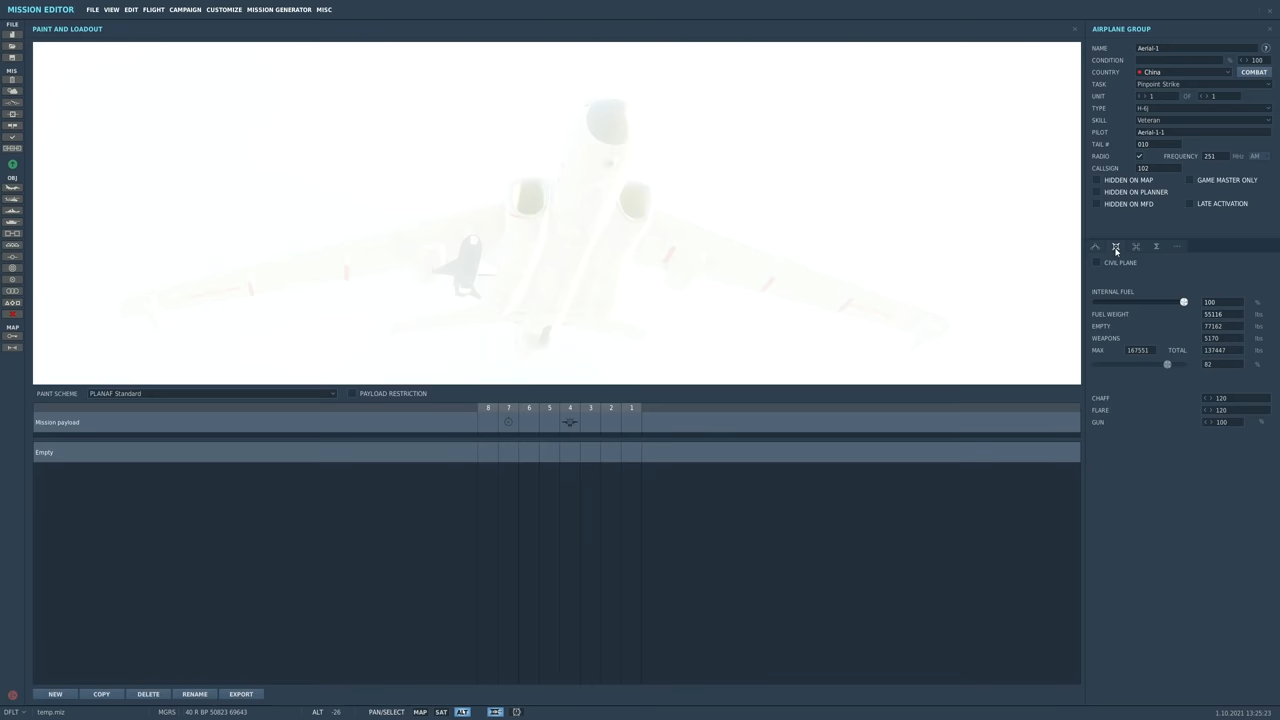 MISSION EDITOR FILE VIEW EDIT FLIGHT CAMPAIGN CUSTOMIZE MISSION GENERATOR MISC
FILE
MIS
OBJ
MAP
PAINT AND LOADOUT ×
PAINT SCHEME PLANAF Standard PAYLOAD RESTRICTION
8 7 6 5 4 3 2 1
Mission payload
Empty
NEW COPY DELETE RENAME EXPORT
AIRPLANE GROUP ×
NAME Aerial-1 ?
CONDITION % < > 100
COUNTRY China COMBAT
TASK Pinpoint Strike
UNIT < > 1 OF < > 1
TYPE H-6J
SKILL Veteran
PILOT Aerial-1-1
TAIL # 010
RADIO FREQUENCY 251 MHz AM
CALLSIGN 102
HIDDEN ON MAP GAME MASTER ONLY
HIDDEN ON PLANNER
HIDDEN ON MFD LATE ACTIVATION
Σ ...
CIVIL PLANE
INTERNAL FUEL
100 %
FUEL WEIGHT 55116 lbs
EMPTY 77162 lbs
WEAPONS 5170 lbs
MAX 167551 TOTAL 137447 lbs
82 %
CHAFF < > 120
FLARE < > 120
GUN < > 100 %
DFLT temp.miz MGRS 40 R BP 50823 69643 ALT -26 PAN/SELECT MAP SAT ALT 1.10.2021 13:25:23